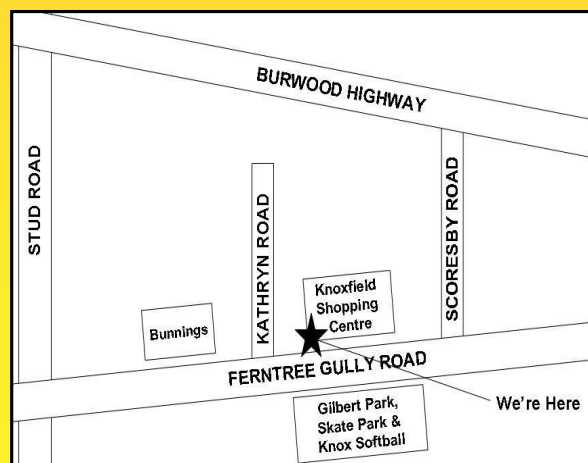 BURWOOD HIGHWAY
STUD ROAD
KATHRYN ROAD
SCORESBY ROAD
Knoxfield
Shopping
Centre
Bunnings
FERNTREE GULLY ROAD
Gilbert Park,
Skate Park &
Knox Softball
We're Here